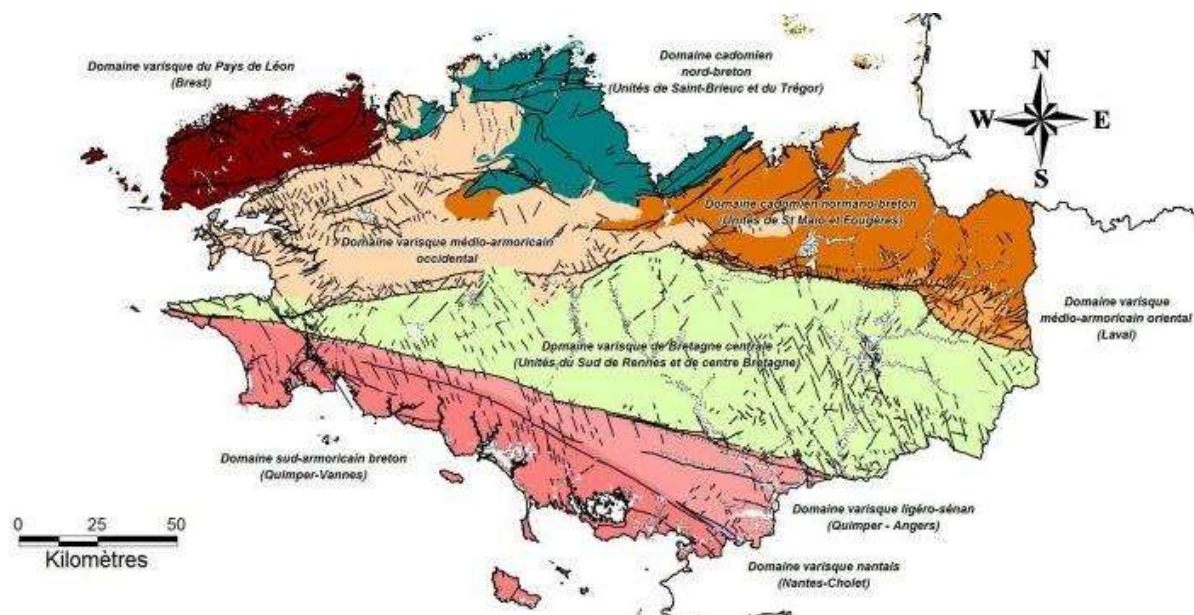 Domaine varisque du Pays de Léon
(Brest)
Domaine cadomien
nord-breton
(Unités de Saint-Brieuc et du Trégor)
N
W
E
S
Domaine cadomien normano-breton
(Unités de St Malo et Fougères)
Domaine varisque médio-armoricain
occidental
Domaine varisque
médio-armoricain oriental
(Laval)
Domaine varisque de Bretagne centrale
(Unités du Sud de Rennes et de centre Bretagne)
Domaine sud-armoricain breton
(Quimper-Vannes)
Domaine varisque ligéro-sénan
(Quimper - Angers)
Domaine varisque nantais
(Nantes-Cholet)
0 25 50
Kilomètres